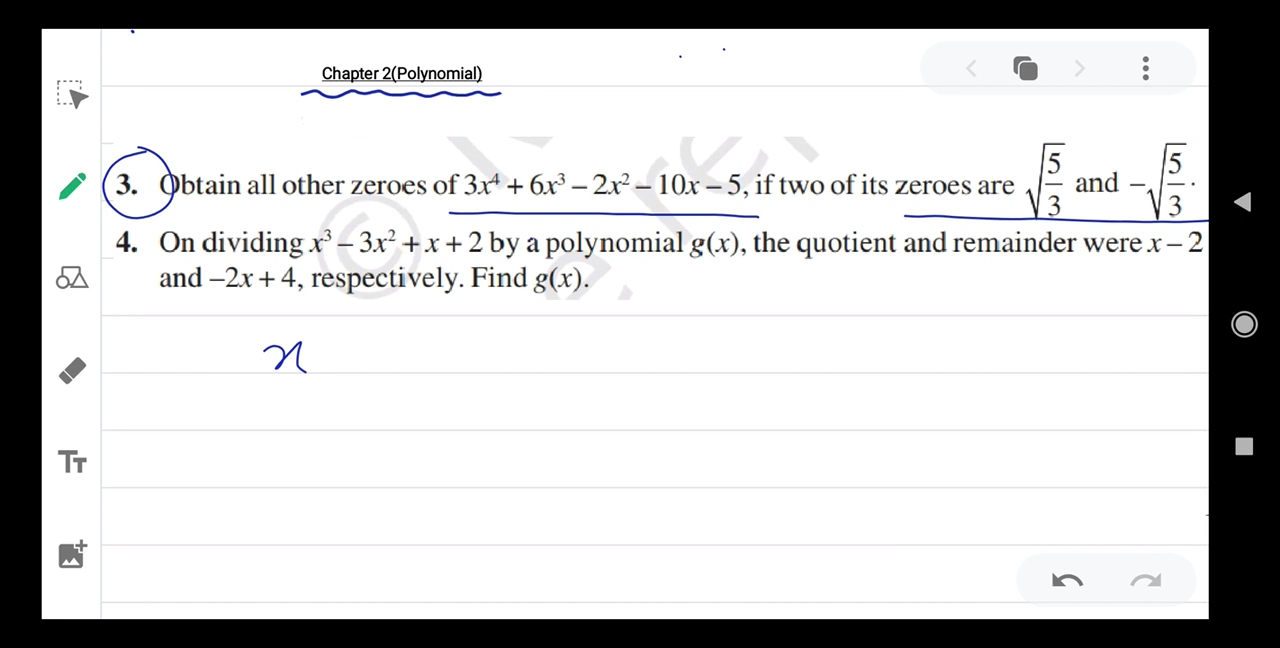 Chapter 2(Polynomial)
3. Obtain all other zeroes of 3x⁴ + 6x³ – 2x² – 10x – 5, if two of its zeroes are √(5/3) and –√(5/3).
4. On dividing x³ – 3x² + x + 2 by a polynomial g(x), the quotient and remainder were x – 2
and –2x + 4, respectively. Find g(x).
x
Tт